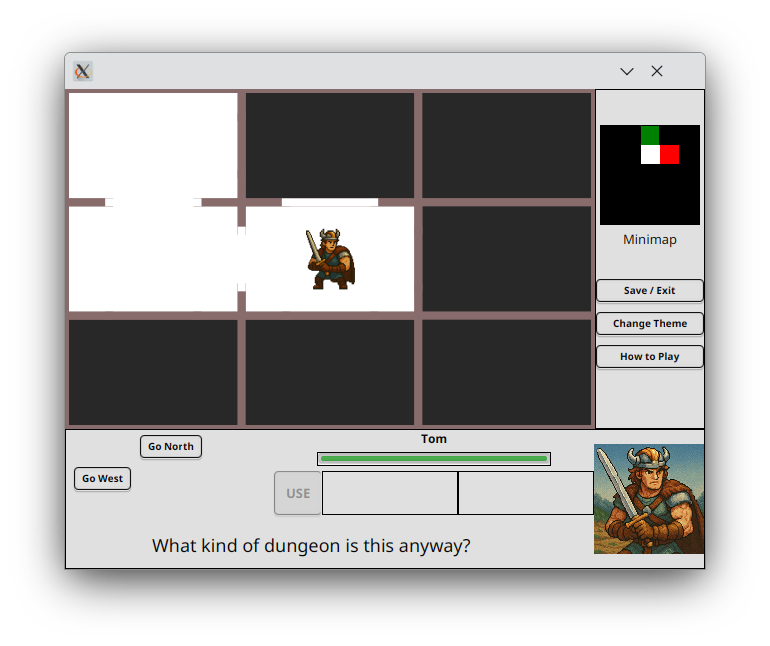 Minimap
Save / Exit
Change Theme
How to Play
Tom
Go North
Go West
USE
What kind of dungeon is this anyway?